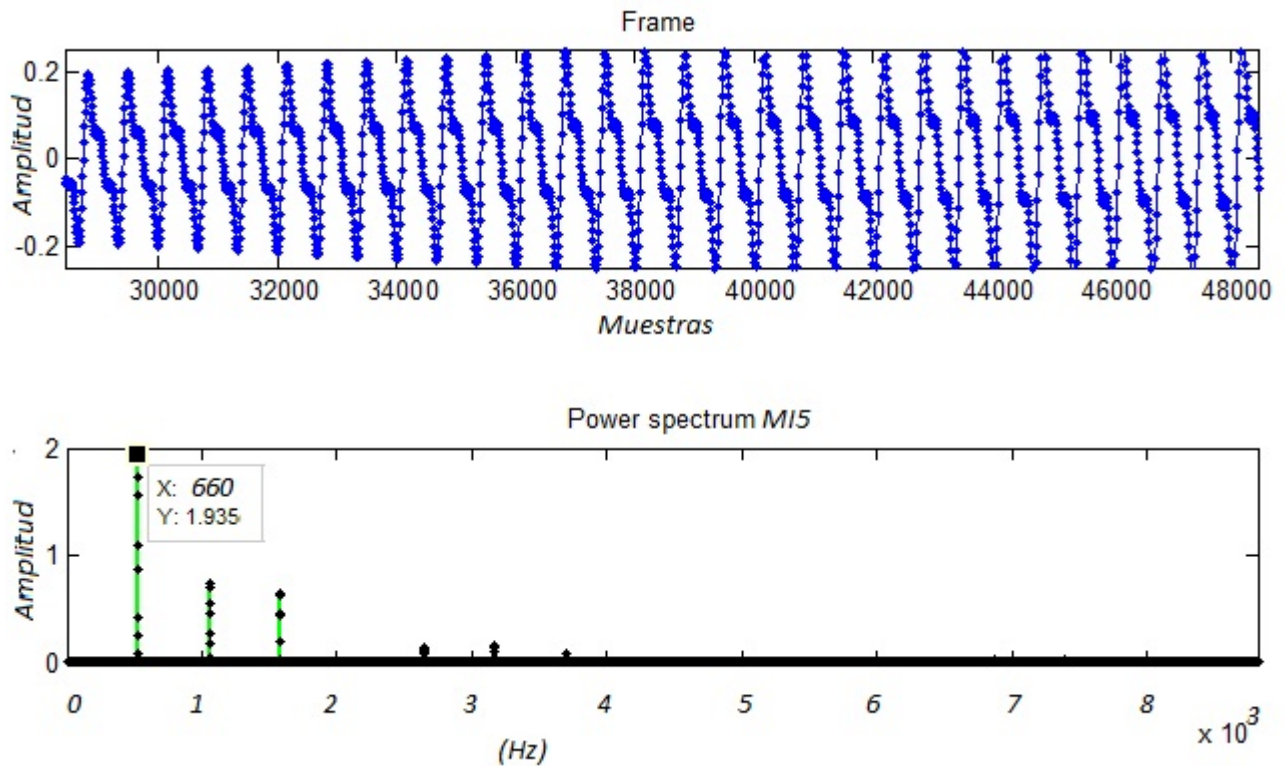 Frame
Amplitud
0.2
0
-0.2
30000 32000 34000 36000 38000 40000 42000 44000 46000 48000
Muestras
Power spectrum MI5
Amplitud
2
1
0
X: 660
Y: 1.935
0 1 2 3 4 5 6 7 8
x 10³
(Hz)